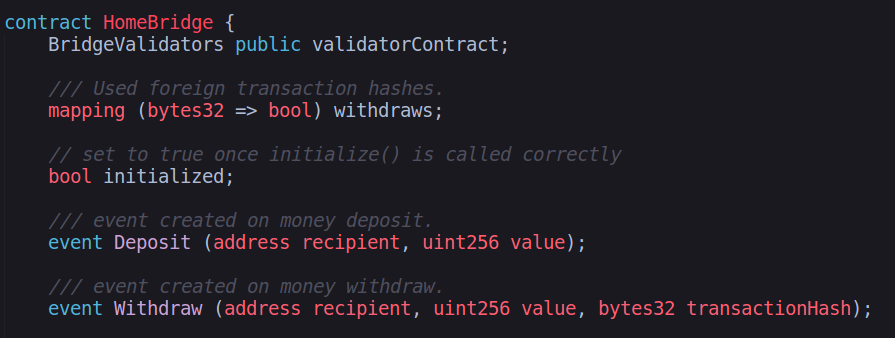 contract HomeBridge {
BridgeValidators public validatorContract;
/// Used foreign transaction hashes.
mapping (bytes32 => bool) withdraws;
// set to true once initialize() is called correctly
bool initialized;
/// event created on money deposit.
event Deposit (address recipient, uint256 value);
/// event created on money withdraw.
event Withdraw (address recipient, uint256 value, bytes32 transactionHash);